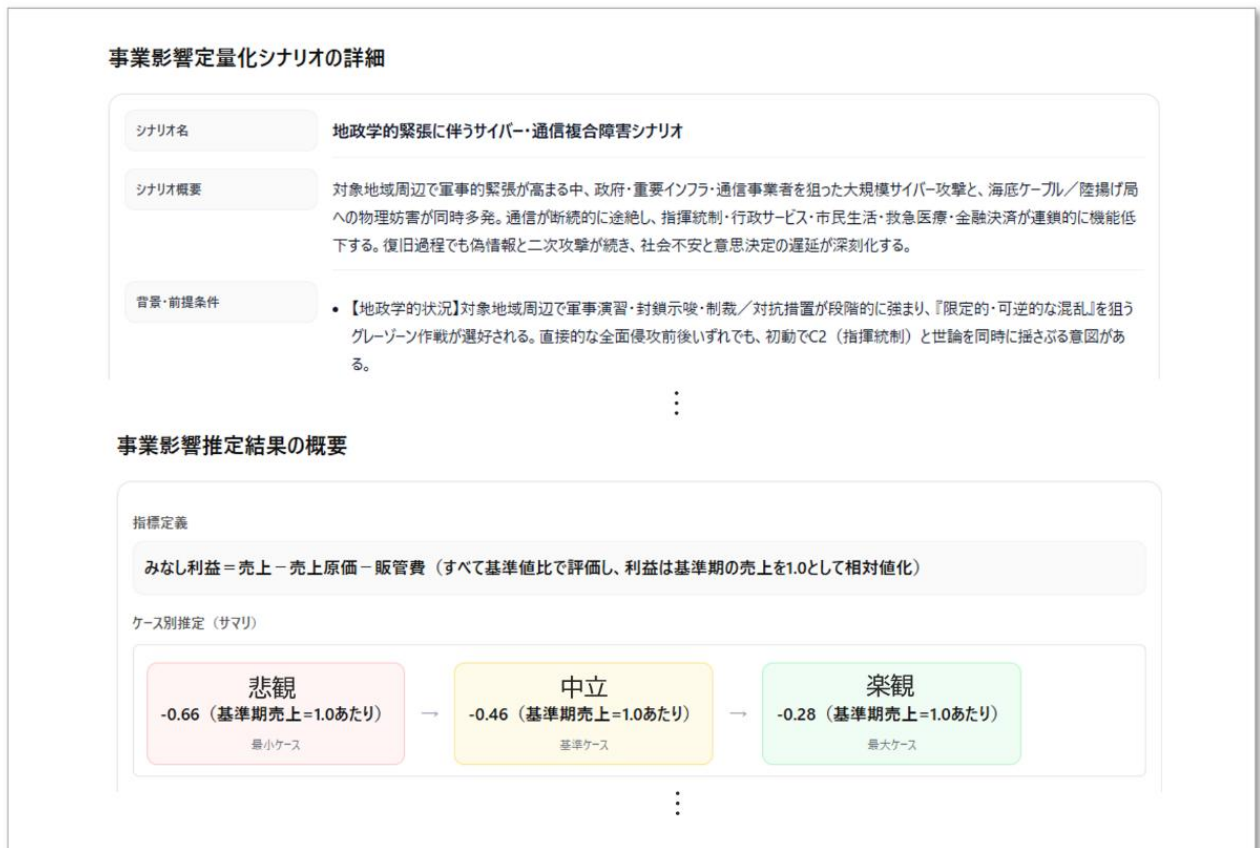 事業影響定量化シナリオの詳細
シナリオ名
地政学的緊張に伴うサイバー・通信複合障害シナリオ
シナリオ概要
対象地域周辺で軍事的緊張が高まる中、政府・重要インフラ・通信事業者を狙った大規模サイバー攻撃と、海底ケーブル／陸揚げ局
への物理妨害が同時多発。通信が断続的に途絶し、指揮統制・行政サービス・市民生活・救急医療・金融決済が連鎖的に機能低
下する。復旧過程でも偽情報と二次攻撃が続き、社会不安と意思決定の遅延が深刻化する。
背景・前提条件
• 【地政学的状況】対象地域周辺で軍事演習・封鎖示唆・制裁／対抗措置が段階的に強まり、『限定的・可逆的な混乱』を狙う
グレーゾーン作戦が選好される。直接的な全面侵攻前後いずれでも、初動でC2（指揮統制）と世論を同時に揺さぶる意図があ
る。
⋮
事業影響推定結果の概要
指標定義
みなし利益＝売上－売上原価－販管費（すべて基準値比で評価し、利益は基準期の売上を1.0として相対値化）
ケース別推定（サマリ）
悲観
-0.66（基準期売上=1.0あたり）
最小ケース
→
中立
-0.46（基準期売上=1.0あたり）
基準ケース
→
楽観
-0.28（基準期売上=1.0あたり）
最大ケース
⋮